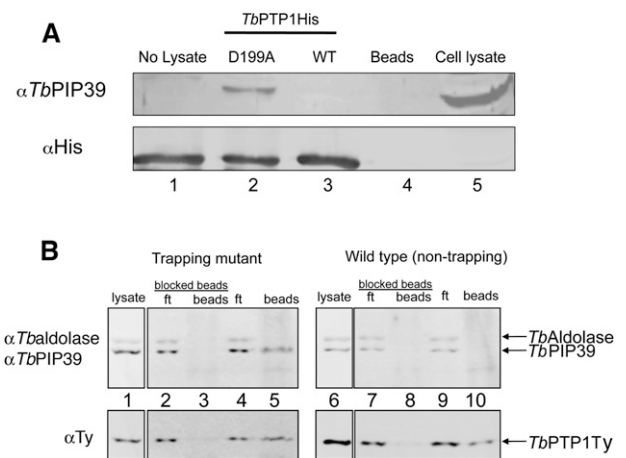 A
TbPTP1His
No Lysate D199A WT Beads Cell lysate
αTbPIP39
αHis
1 2 3 4 5
B
Trapping mutant Wild type (non-trapping)
blocked beads blocked beads
lysate ft beads ft beads lysate ft beads ft beads
αTbaldolase TbAldolase
αTbPIP39 TbPIP39
1 2 3 4 5 6 7 8 9 10
αTy TbPTP1Ty